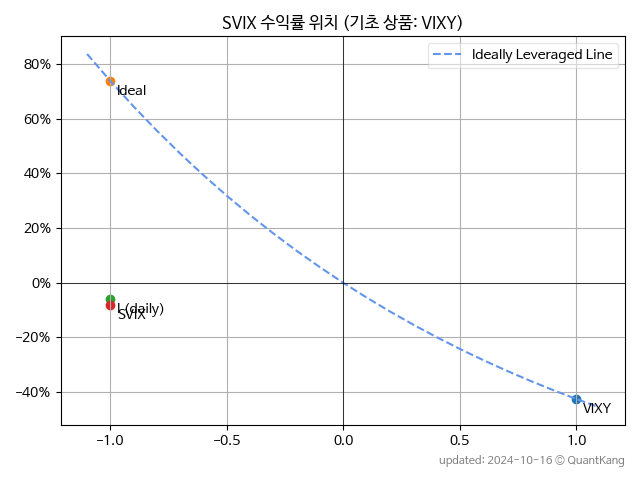 SVIX 수익률 위치 (기초 상품: VIXY)
Ideally Leveraged Line
80%
60%
40%
20%
0%
−20%
−40%
Ideal
I (daily)
SVIX
VIXY
−1.0
−0.5
0.0
0.5
1.0
updated: 2024-10-16 © QuantKang